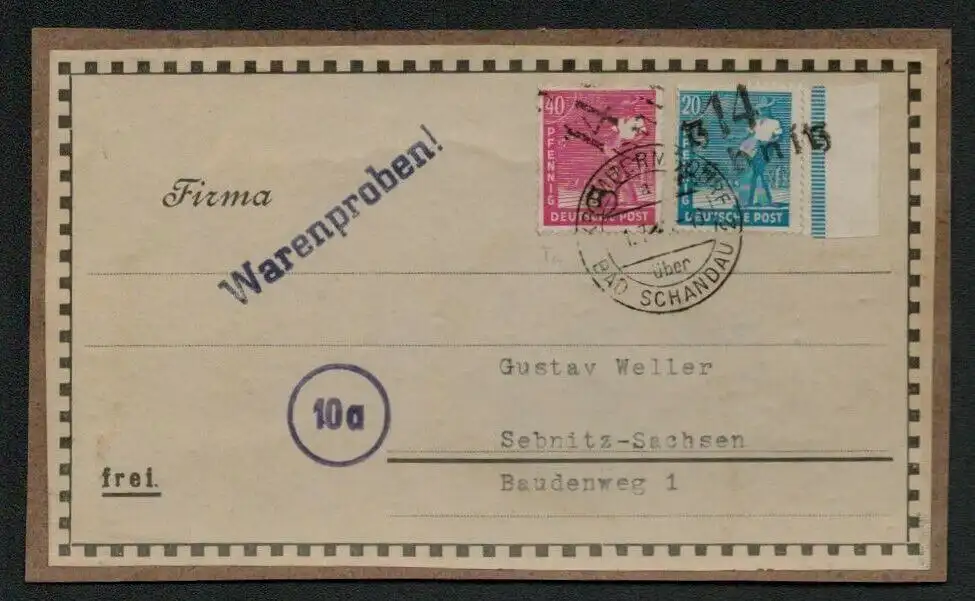 40
PFENNIG
DEUTSCHE POST
14
20
DEUTSCHE POST
14
Firma
Warenproben!
über
BAD SCHANDAU
Gustav Weller
10a
Sebnitz-Sachsen
frei.
Baudenweg 1